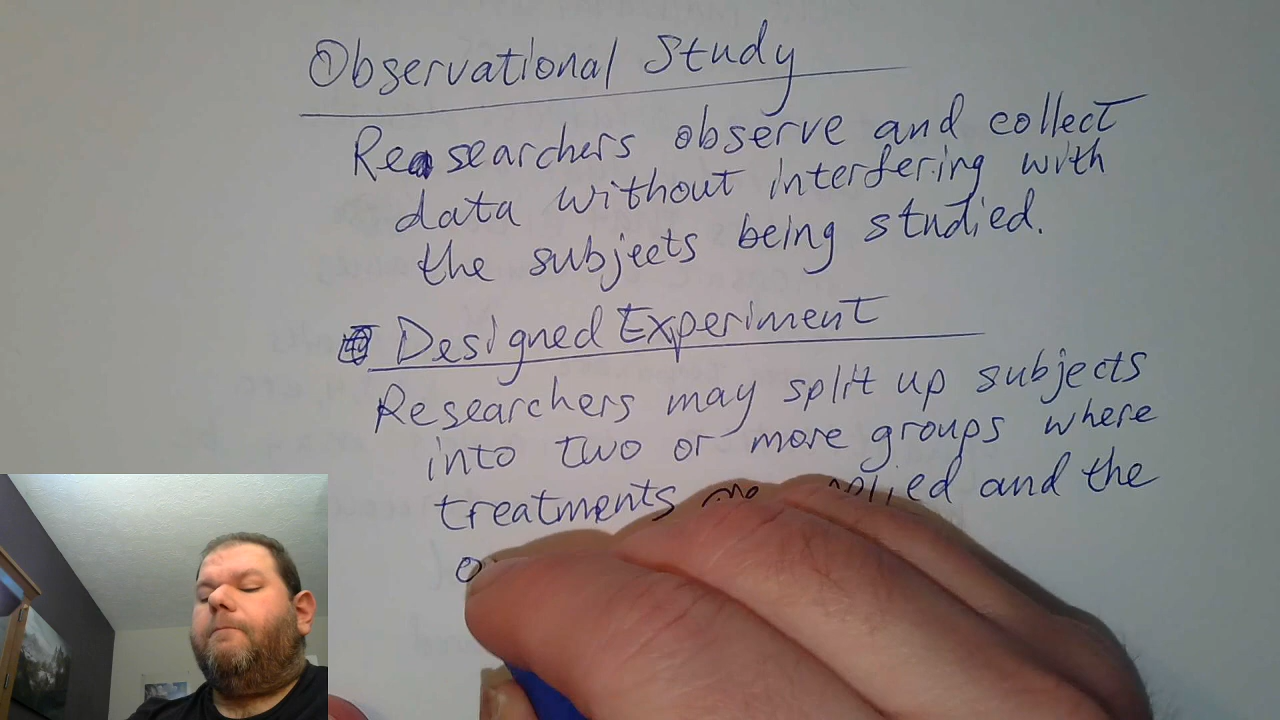 Observational Study
Researchers observe and collect
data without interfering with
the subjects being studied.
Designed Experiment
Researchers may split up subjects
into two or more groups where
treatments and the